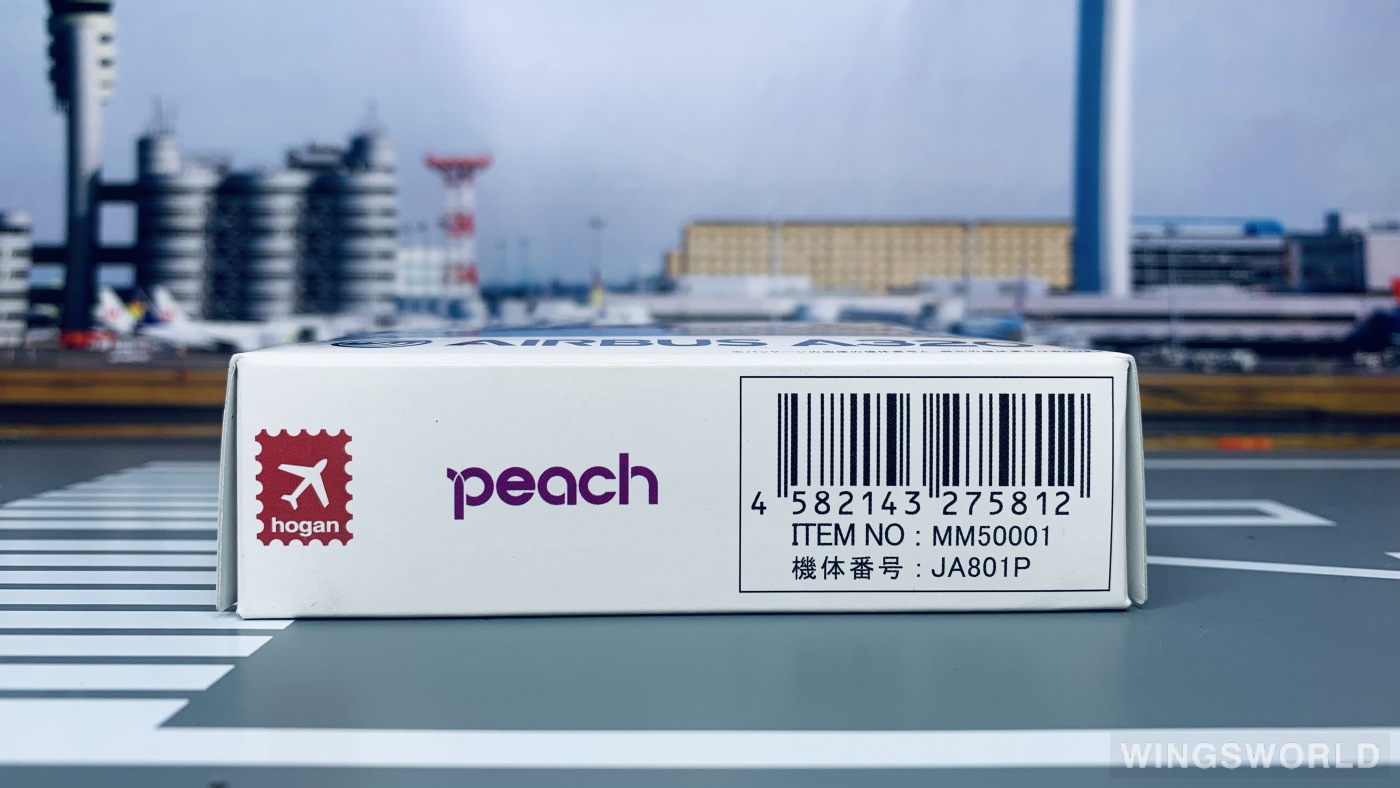 AIRBUS A320
hogan
peach
4 582143 275812
ITEM NO : MM50001
機体番号 : JA801P
WINGSWORLD